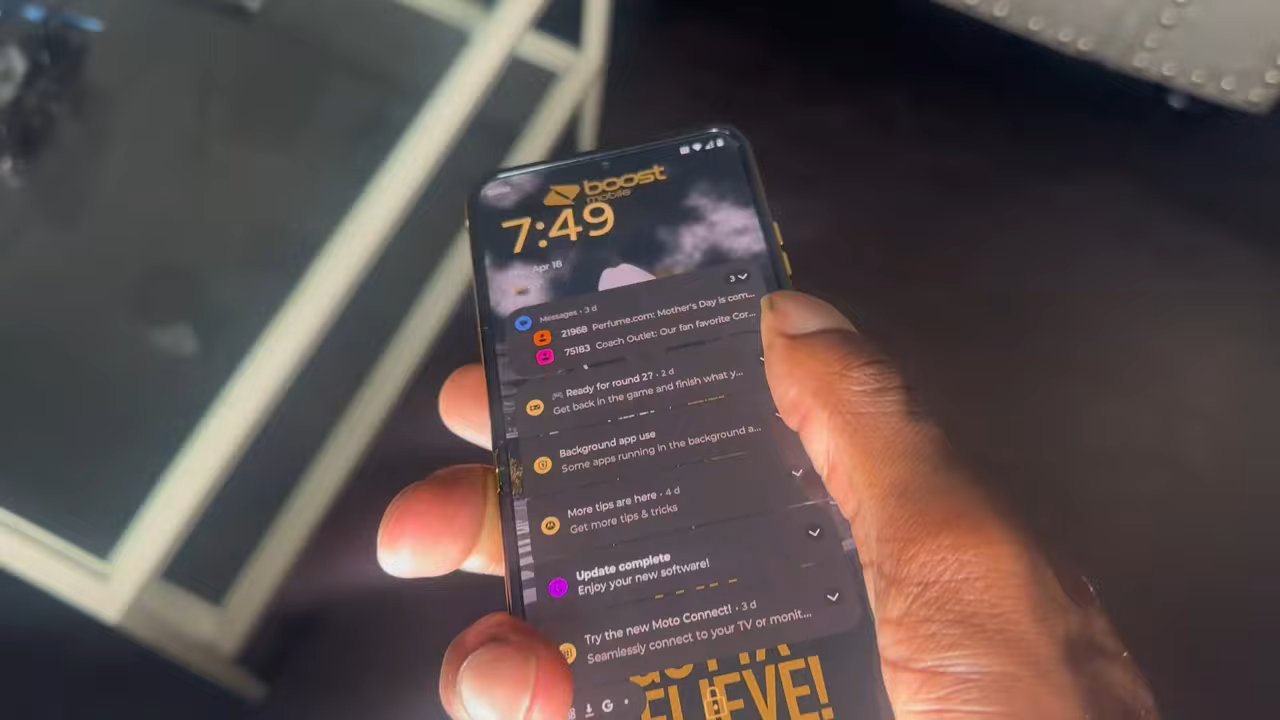 boost
mobile
7:49
Apr 18
3
Messages • 3 d
21968 Perfume.com: Mother's Day is com...
75183 Coach Outlet: Our fan favorite Cor...
Ready for round 2? • 2 d
Get back in the game and finish what y...
Background app use
Some apps running in the background a...
More tips are here • 4 d
Get more tips & tricks
Update complete
Enjoy your new software!
Try the new Moto Connect! • 3 d
Seamlessly connect to your TV or monit...
G
ELIEVE!